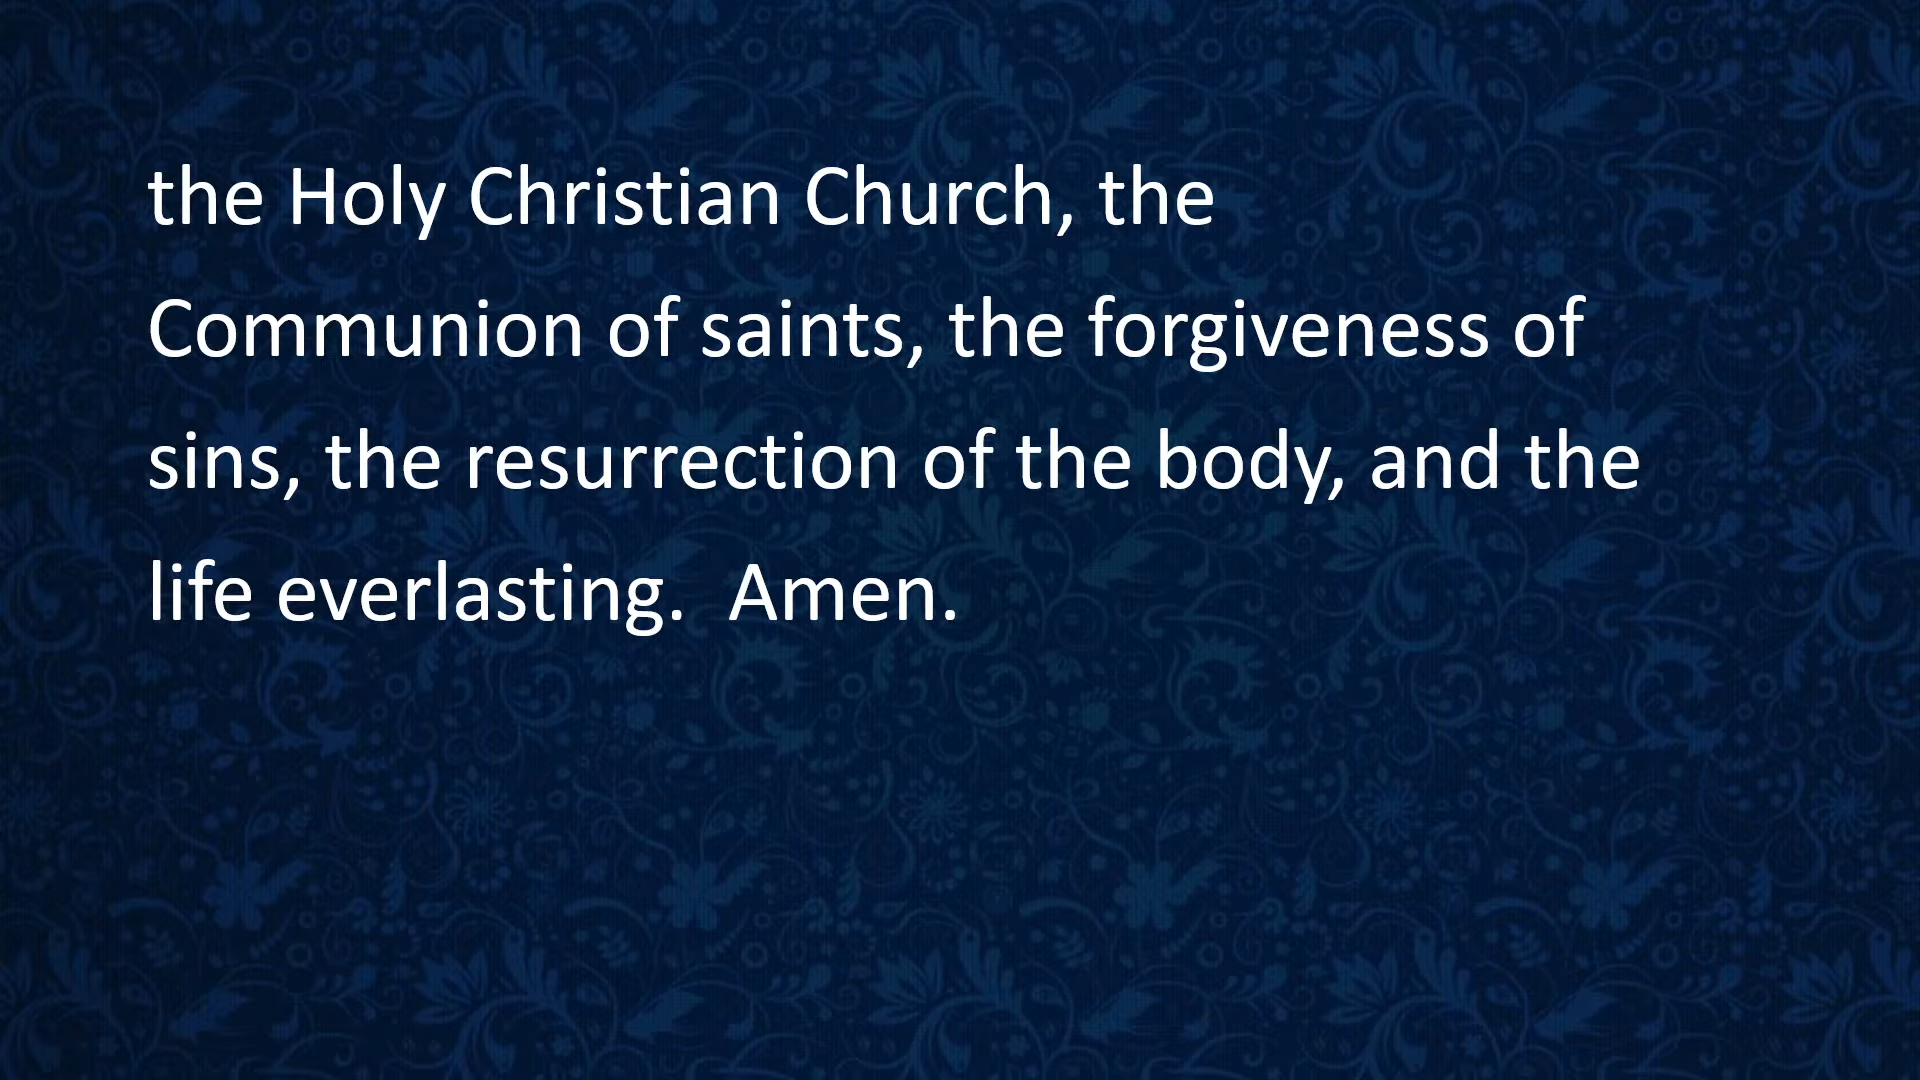 the Holy Christian Church, the
Communion of saints, the forgiveness of
sins, the resurrection of the body, and the
life everlasting.  Amen.